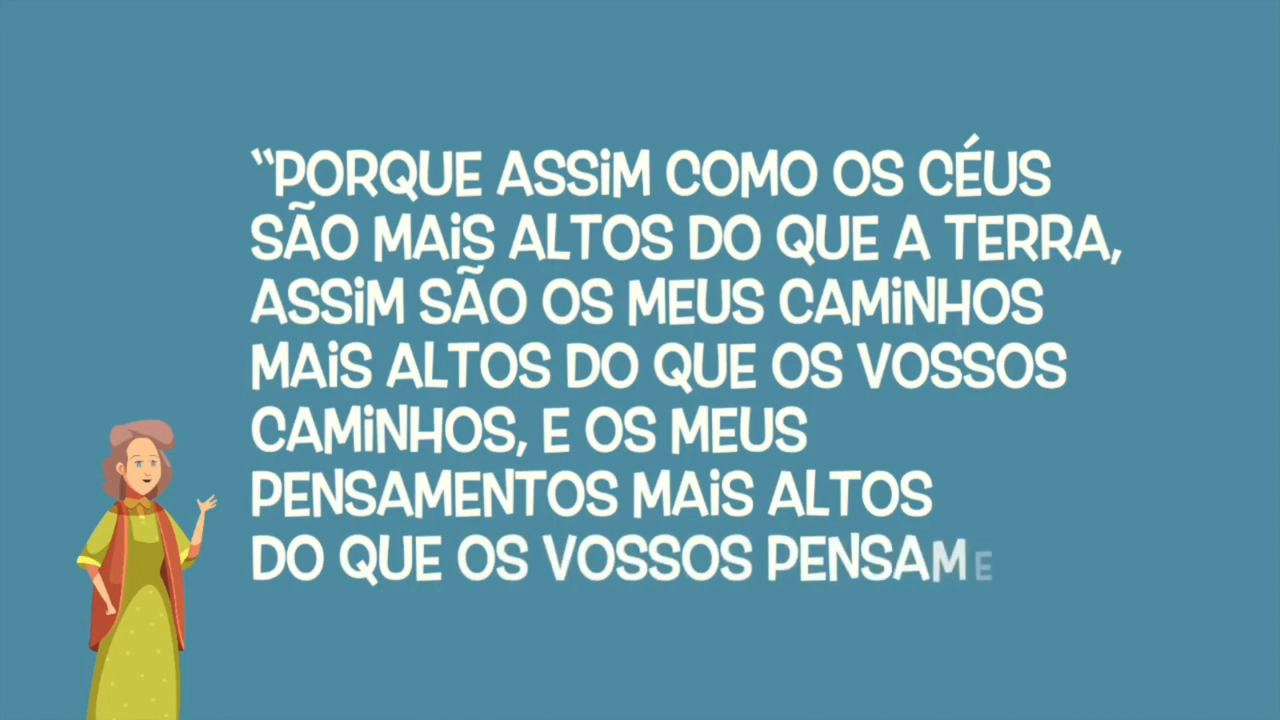 “PORQUE ASSIM COMO OS CÉUS
SÃO MAIS ALTOS DO QUE A TERRA,
ASSIM SÃO OS MEUS CAMINHOS
MAIS ALTOS DO QUE OS VOSSOS
CAMINHOS, E OS MEUS
PENSAMENTOS MAIS ALTOS
DO QUE OS VOSSOS PENSAME